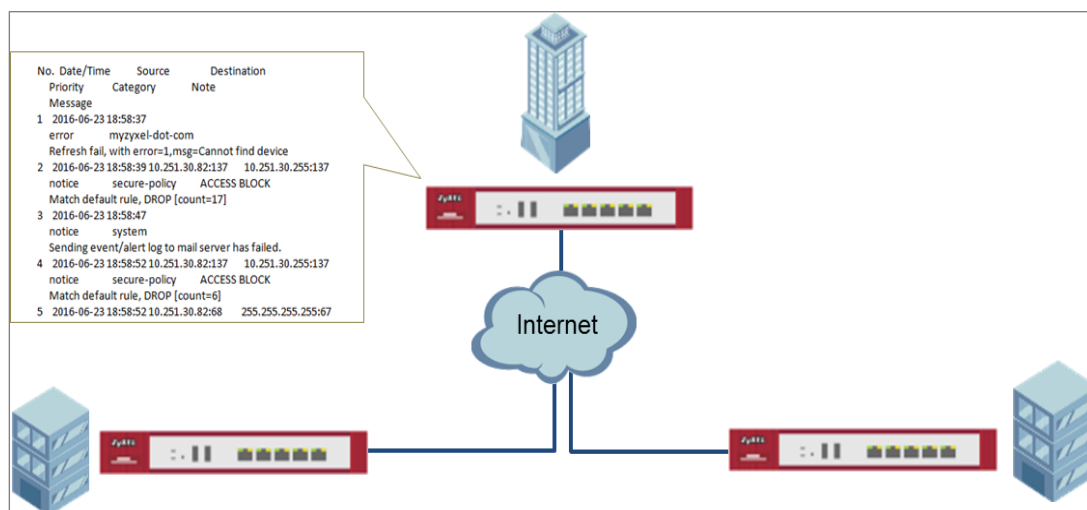 No. Date/Time Source Destination
Priority Category Note
Message
1 2016-06-23 18:58:37
error myzyxel-dot-com
Refresh fail, with error=1,msg=Cannot find device
2 2016-06-23 18:58:39 10.251.30.82:137 10.251.30.255:137
notice secure-policy ACCESS BLOCK
Match default rule, DROP [count=17]
3 2016-06-23 18:58:47
notice system
Sending event/alert log to mail server has failed.
4 2016-06-23 18:58:52 10.251.30.82:137 10.251.30.255:137
notice secure-policy ACCESS BLOCK
Match default rule, DROP [count=6]
5 2016-06-23 18:58:52 10.251.30.82:68 255.255.255.255:67
ZyXEL
Internet
ZyXEL
ZyXEL